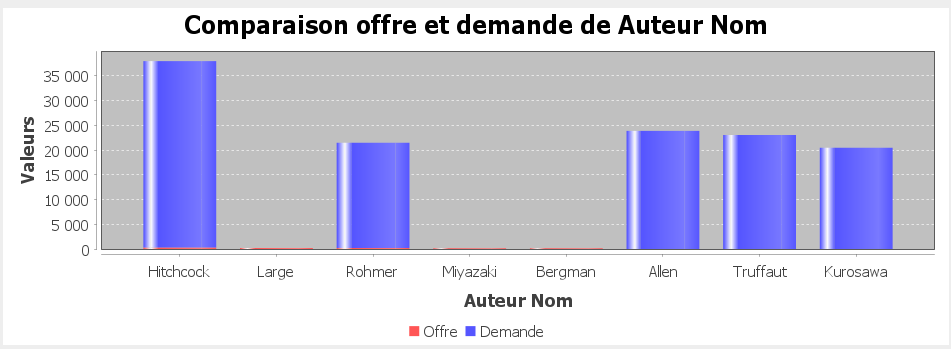 Comparaison offre et demande de Auteur Nom
Valeurs
35 000
30 000
25 000
20 000
15 000
10 000
5 000
0
Hitchcock Large Rohmer Miyazaki Bergman Allen Truffaut Kurosawa
Auteur Nom
Offre Demande